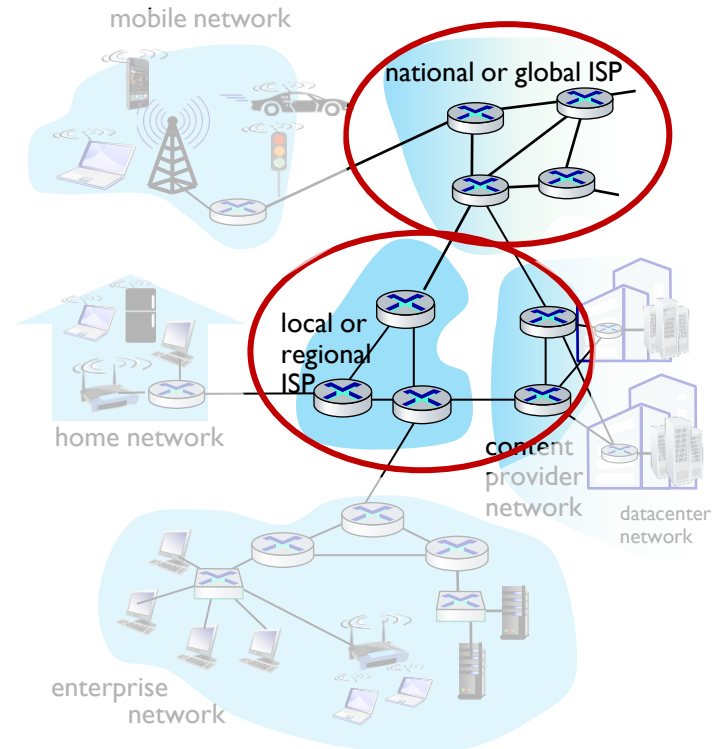 mobile network
national or global ISP
local or
regional
ISP
home network
content
provider
network
datacenter
network
enterprise
network